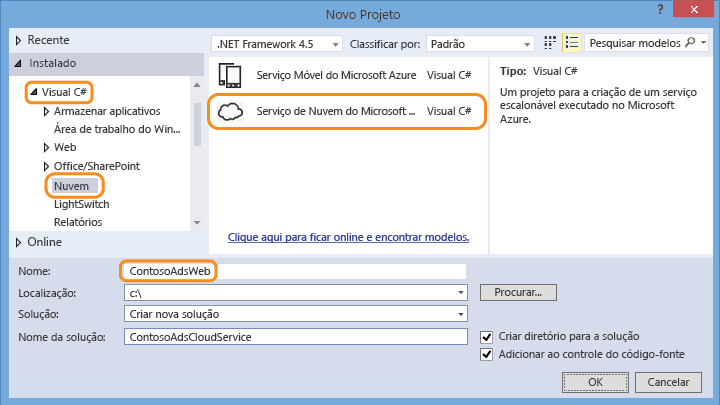 Novo Projeto
?
Recente
Instalado
Visual C#
Armazenar aplicativos
Área de trabalho do Win...
Web
Office/SharePoint
Nuvem
LightSwitch
Relatórios
Online
.NET Framework 4.5
Classificar por:
Padrão
Pesquisar modelos
Serviço Móvel do Microsoft Azure
Visual C#
Serviço de Nuvem do Microsoft ...
Visual C#
Clique aqui para ficar online e encontrar modelos.
Tipo: Visual C#
Um projeto para a criação de um serviço
escalonável executado no Microsoft
Azure.
Nome:
ContosoAdsWeb
Localização:
c:\
Procurar...
Solução:
Criar nova solução
Nome da solução:
ContosoAdsCloudService
Criar diretório para a solução
Adicionar ao controle do código-fonte
OK
Cancelar